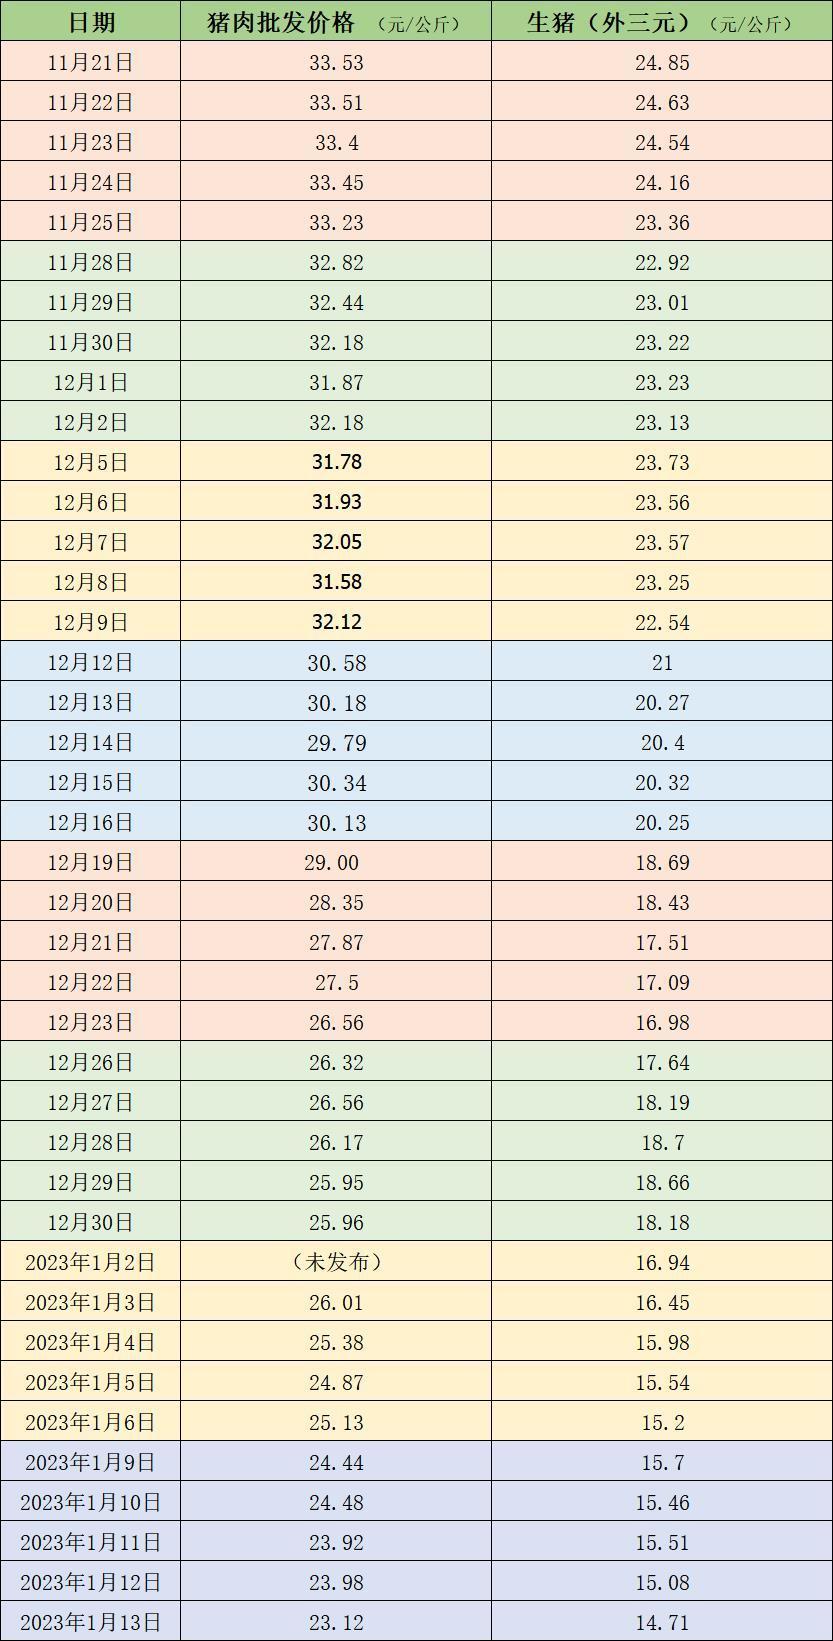 日期 猪肉批发价格 （元/公斤） 生猪（外三元）（元/公斤）
11月21日 33.53 24.85
11月22日 33.51 24.63
11月23日 33.4 24.54
11月24日 33.45 24.16
11月25日 33.23 23.36
11月28日 32.82 22.92
11月29日 32.44 23.01
11月30日 32.18 23.22
12月1日 31.87 23.23
12月2日 32.18 23.13
12月5日 31.78 23.73
12月6日 31.93 23.56
12月7日 32.05 23.57
12月8日 31.58 23.25
12月9日 32.12 22.54
12月12日 30.58 21
12月13日 30.18 20.27
12月14日 29.79 20.4
12月15日 30.34 20.32
12月16日 30.13 20.25
12月19日 29.00 18.69
12月20日 28.35 18.43
12月21日 27.87 17.51
12月22日 27.5 17.09
12月23日 26.56 16.98
12月26日 26.32 17.64
12月27日 26.56 18.19
12月28日 26.17 18.7
12月29日 25.95 18.66
12月30日 25.96 18.18
2023年1月2日 （未发布） 16.94
2023年1月3日 26.01 16.45
2023年1月4日 25.38 15.98
2023年1月5日 24.87 15.54
2023年1月6日 25.13 15.2
2023年1月9日 24.44 15.7
2023年1月10日 24.48 15.46
2023年1月11日 23.92 15.51
2023年1月12日 23.98 15.08
2023年1月13日 23.12 14.71